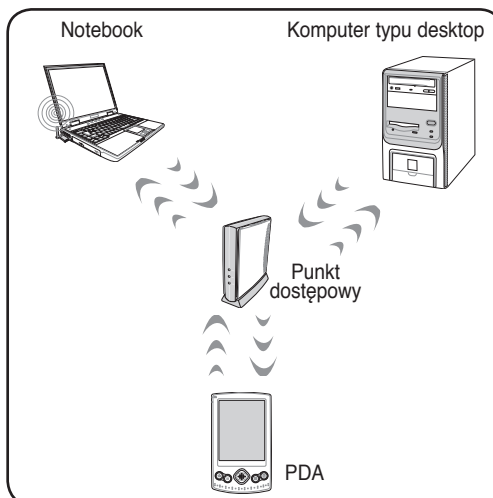 Notebook
Komputer typu desktop
Punkt
dostępowy
PDA